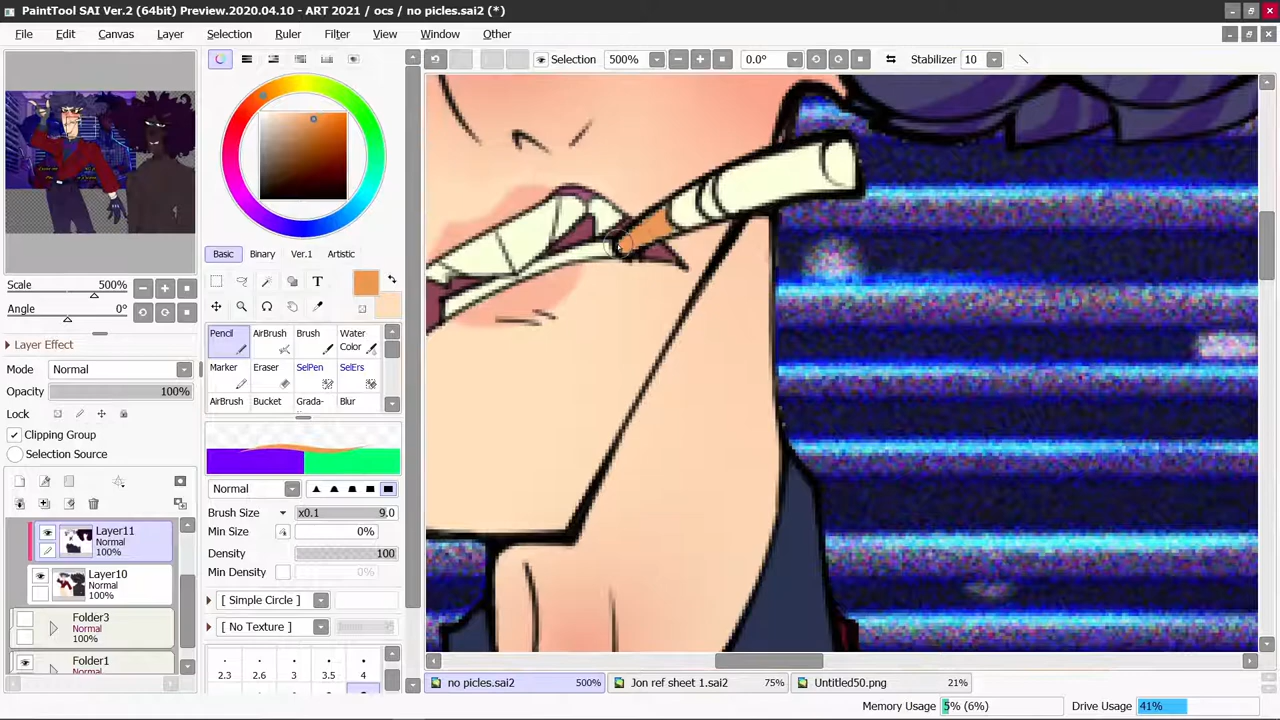 PaintTool SAI Ver.2 (64bit) Preview.2020.04.10 - ART 2021 / ocs / no picles.sai2 (*)
File Edit Canvas Layer Selection Ruler Filter View Window Other
Selection 500% 0.0° Stabilizer 10
Basic Binary Ver.1 Artistic
Scale 500%
Angle 0°
T
Pencil AirBrush Brush Water Color
Marker Eraser SelPen SelErs
AirBrush Bucket Grada- Blur
Layer Effect
Mode Normal
Opacity 100%
Lock
Clipping Group
Selection Source
Normal
Brush Size x0.1 9.0
Min Size 0%
Density 100
Min Density 0%
[ Simple Circle ]
[ No Texture ]
2.3 2.6 3 3.5 4
Layer11
Normal
100%
Layer10
Normal
100%
Folder3
Normal
100%
Folder1
Normal
no picles.sai2 500% Jon ref sheet 1.sai2 75% Untitled50.png 21%
Memory Usage 5% (6%) Drive Usage 41%